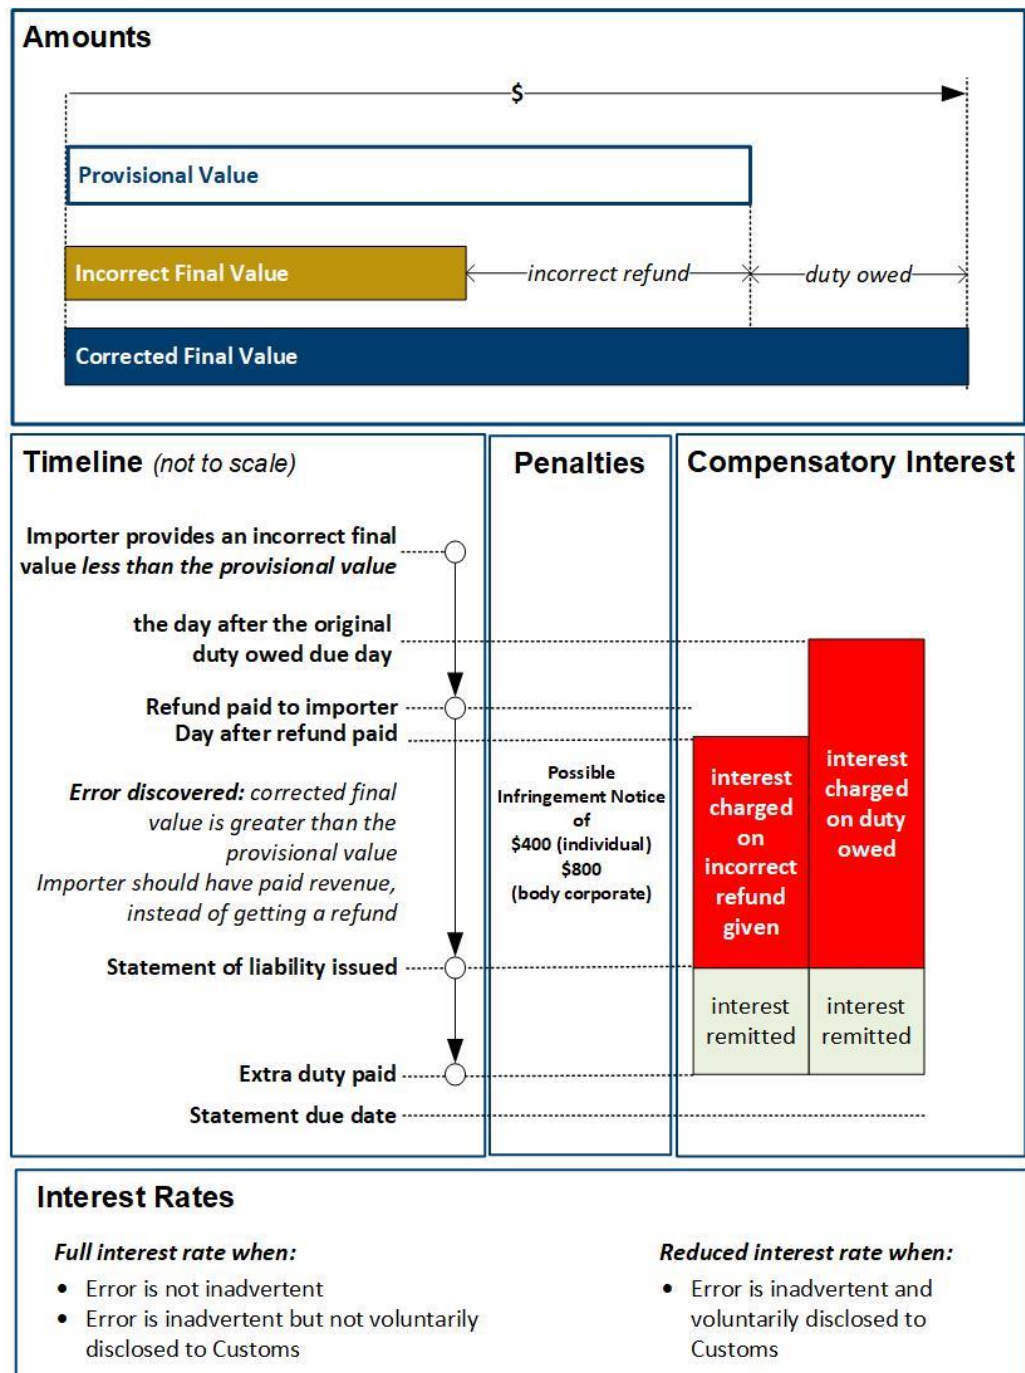 Amounts
$
Provisional Value
Incorrect Final Value
incorrect refund
duty owed
Corrected Final Value
Timeline (not to scale)
Importer provides an incorrect final
value less than the provisional value
the day after the original
duty owed due day
Refund paid to importer
Day after refund paid
Error discovered: corrected final
value is greater than the
provisional value
Importer should have paid revenue,
instead of getting a refund
Statement of liability issued
Extra duty paid
Statement due date
Penalties
Possible
Infringement Notice
of
$400 (individual)
$800
(body corporate)
Compensatory Interest
interest
charged
on
incorrect
refund
given
interest
charged
on duty
owed
interest
remitted
interest
remitted
Interest Rates
Full interest rate when:
• Error is not inadvertent
• Error is inadvertent but not voluntarily
disclosed to Customs
Reduced interest rate when:
• Error is inadvertent and
voluntarily disclosed to
Customs